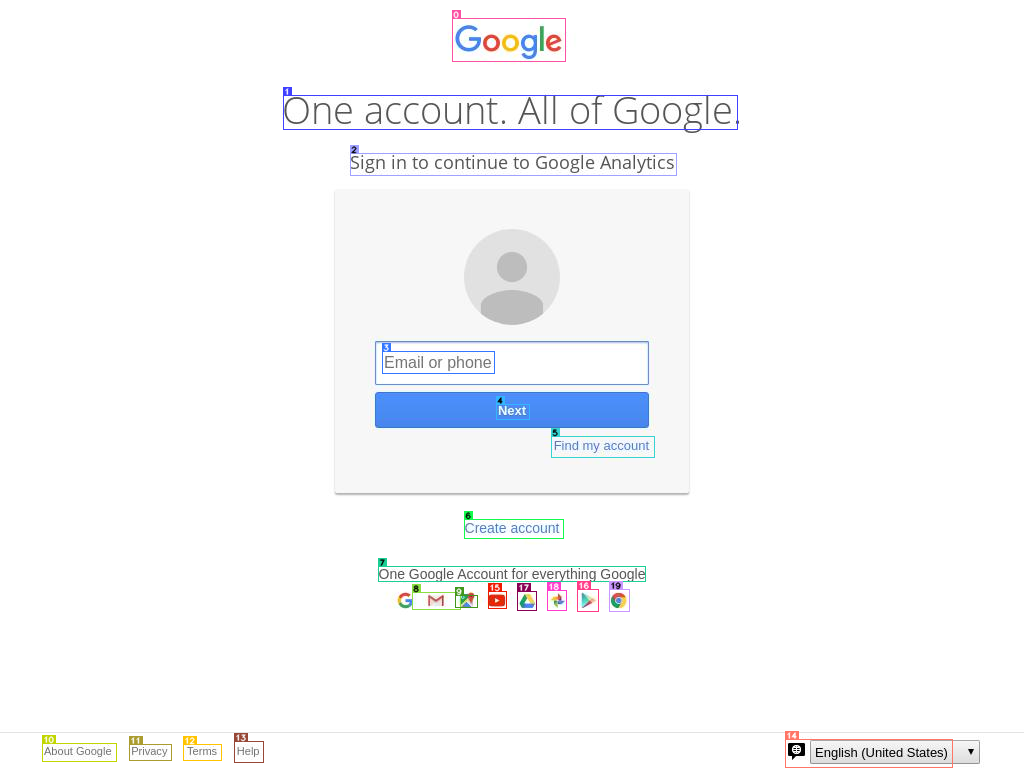 Google
One account. All of Google.
Sign in to continue to Google Analytics
Email or phone
Next
Find my account
Create account
One Google Account for everything Google
About Google
Privacy
Terms
Help
English (United States)
0
1
2
3
4
5
6
7
8
9
15
17
18
16
19
10
11
12
13
14